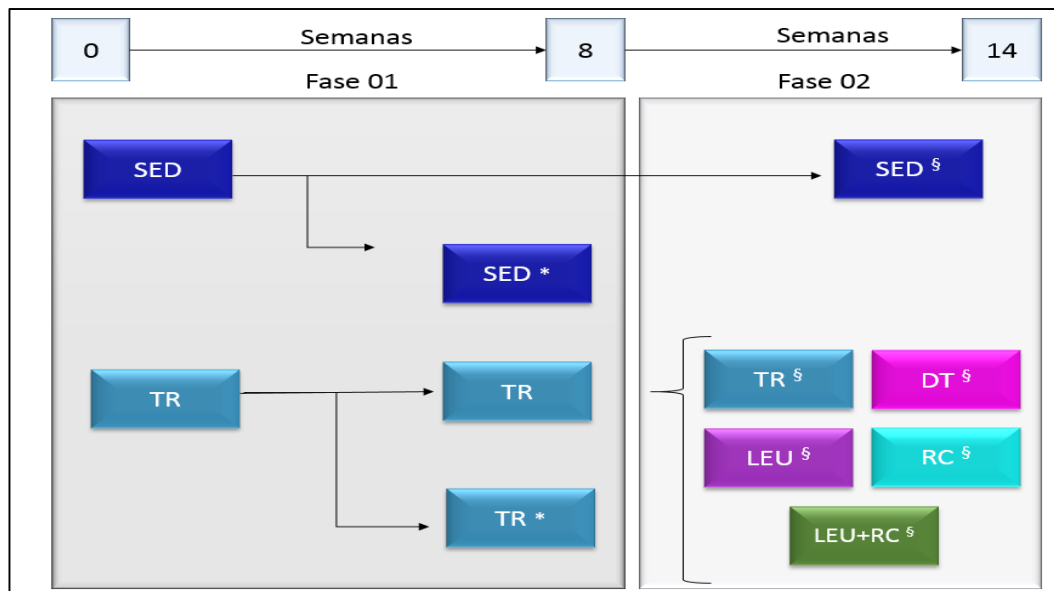 0
Semanas
8
Semanas
14
Fase 01
Fase 02
SED
SED §
SED *
TR
TR
TR *
TR §
DT §
LEU §
RC §
LEU+RC §